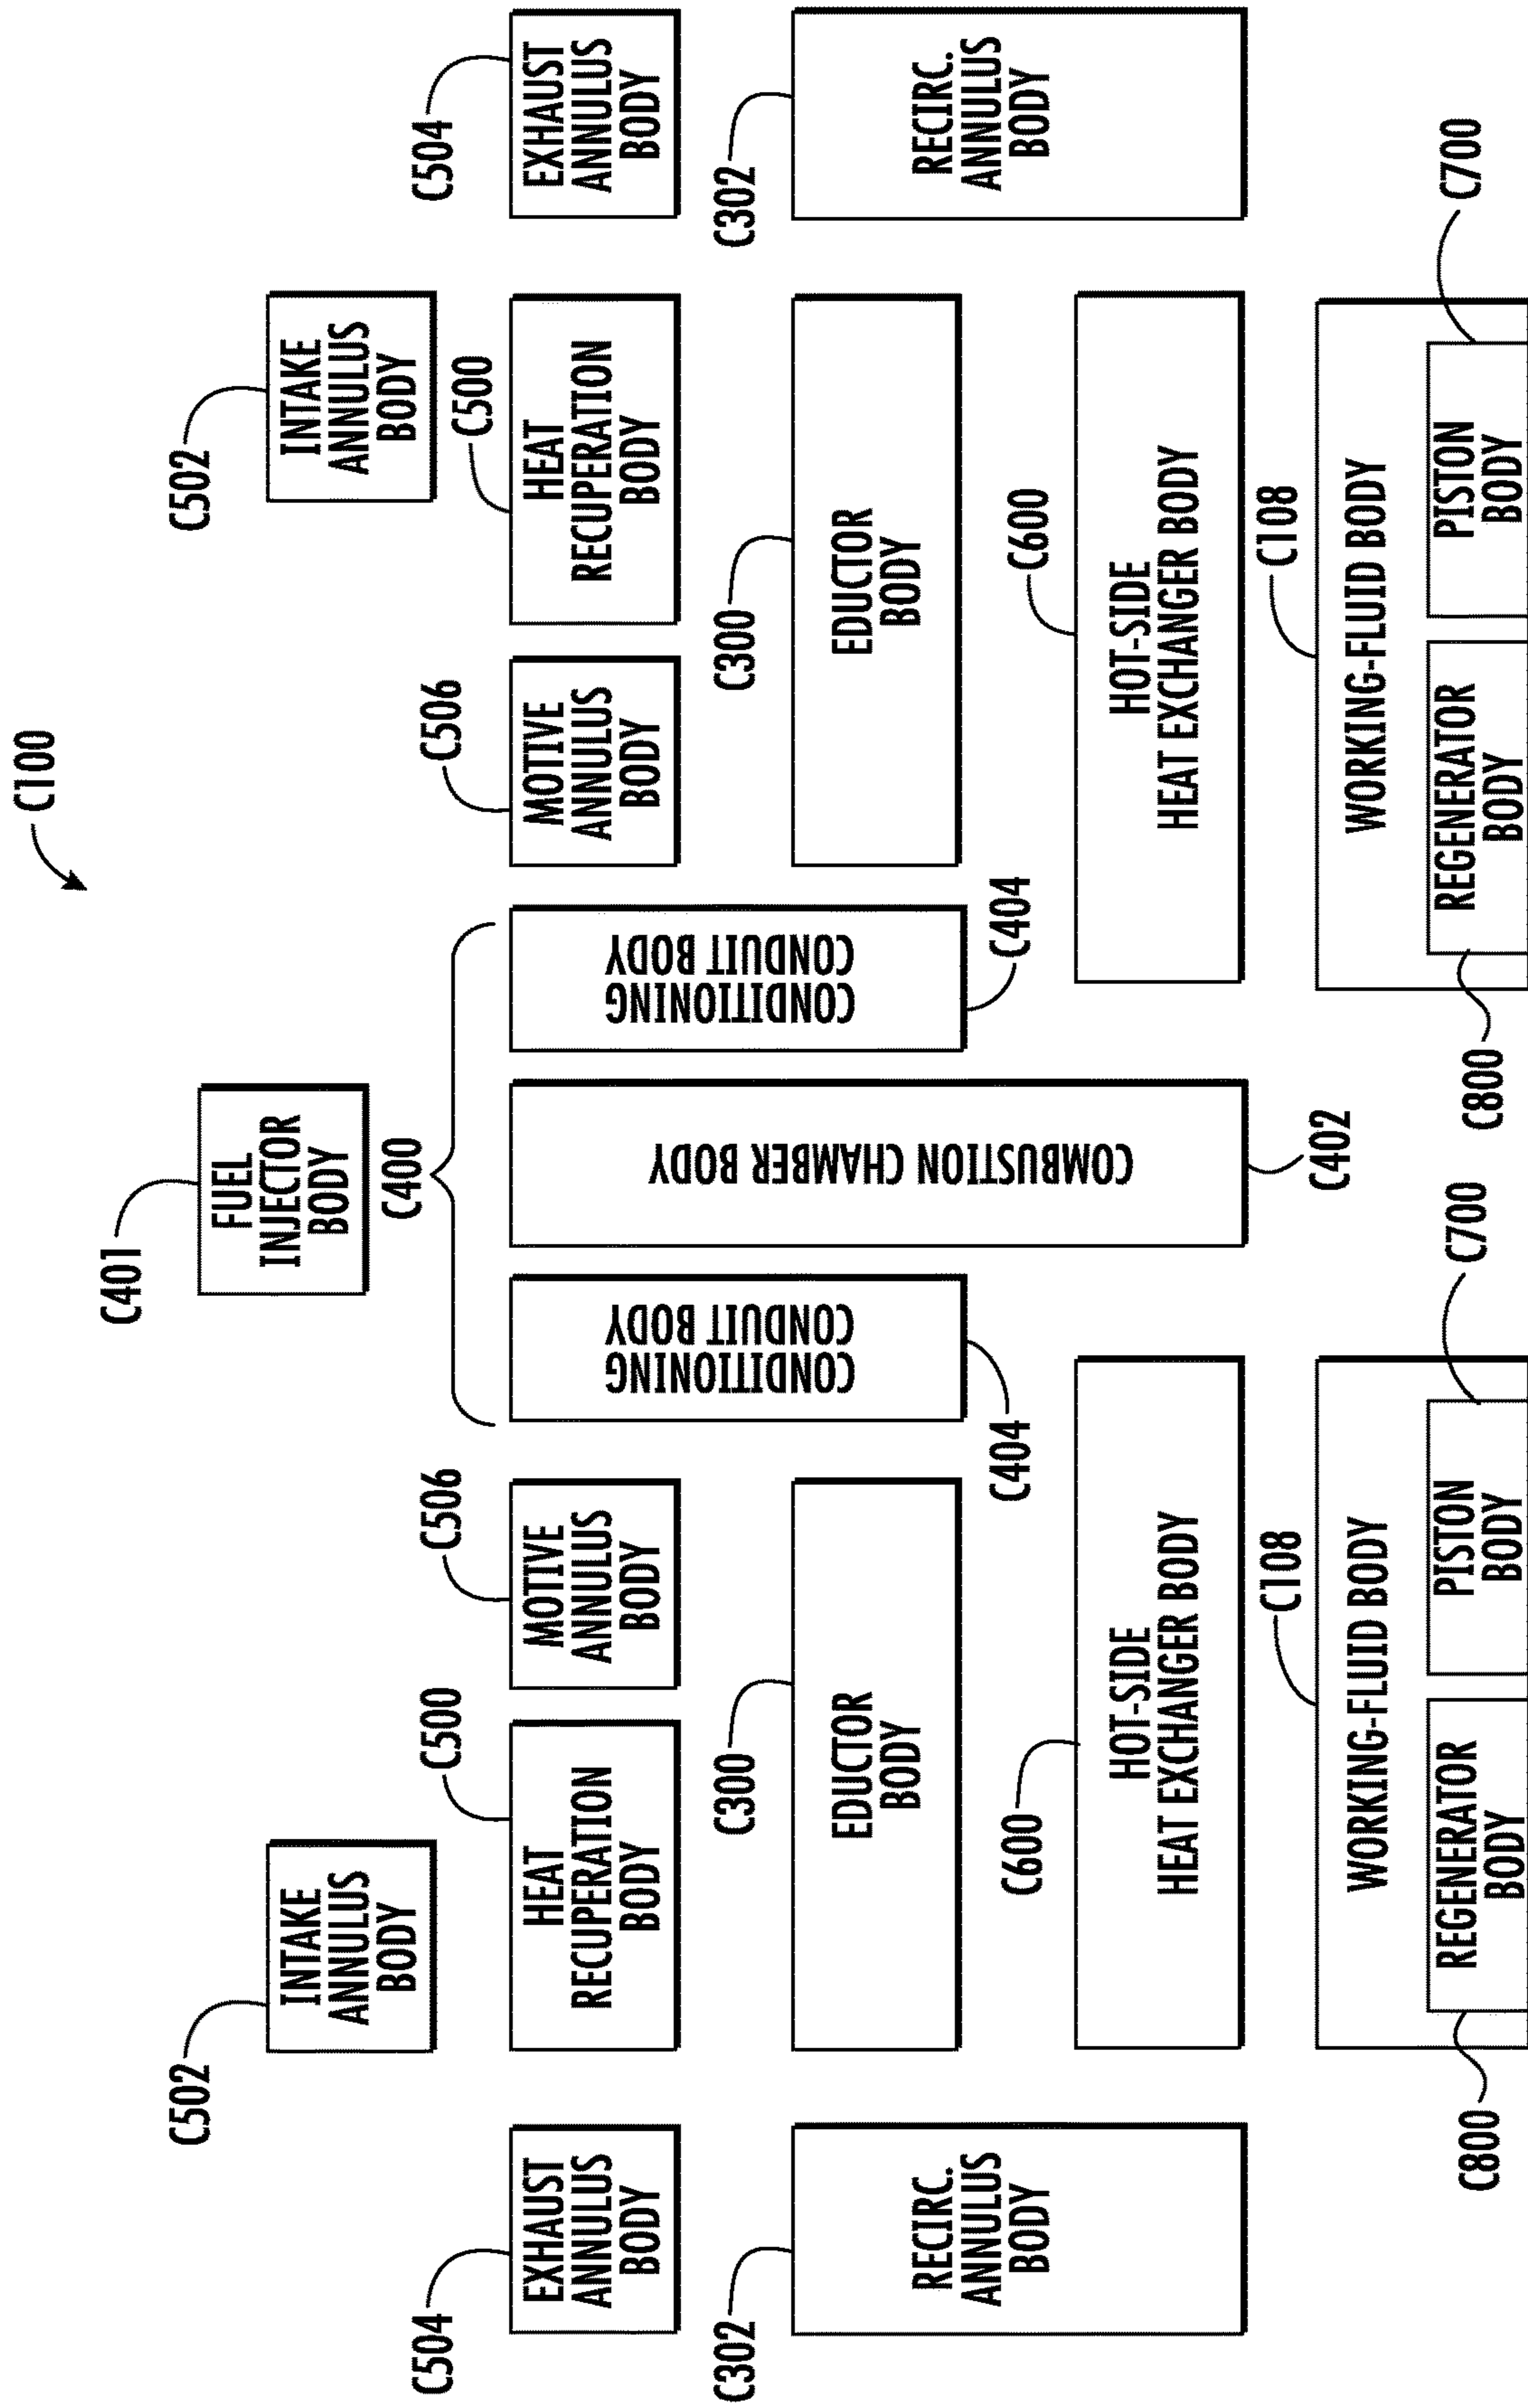 C100
C401
FUEL
INJECTOR
BODY
C502
INTAKE
ANNULUS
BODY
C502
INTAKE
ANNULUS
BODY
C400
C504
EXHAUST
ANNULUS
BODY
C500
HEAT
RECUPERATION
BODY
C506
MOTIVE
ANNULUS
BODY
CONDITIONING
CONDUIT BODY
C404
COMBUSTION CHAMBER BODY
C402
CONDITIONING
CONDUIT BODY
C404
C506
MOTIVE
ANNULUS
BODY
C500
HEAT
RECUPERATION
BODY
C504
EXHAUST
ANNULUS
BODY
C302
RECIRC.
ANNULUS
BODY
C300
EDUCTOR
BODY
C300
EDUCTOR
BODY
C302
RECIRC.
ANNULUS
BODY
C600
HOT-SIDE
HEAT EXCHANGER BODY
C600
HOT-SIDE
HEAT EXCHANGER BODY
C108
WORKING-FLUID BODY
C700
C800
REGENERATOR
BODY
PISTON
BODY
C108
WORKING-FLUID BODY
C700
C800
REGENERATOR
BODY
PISTON
BODY